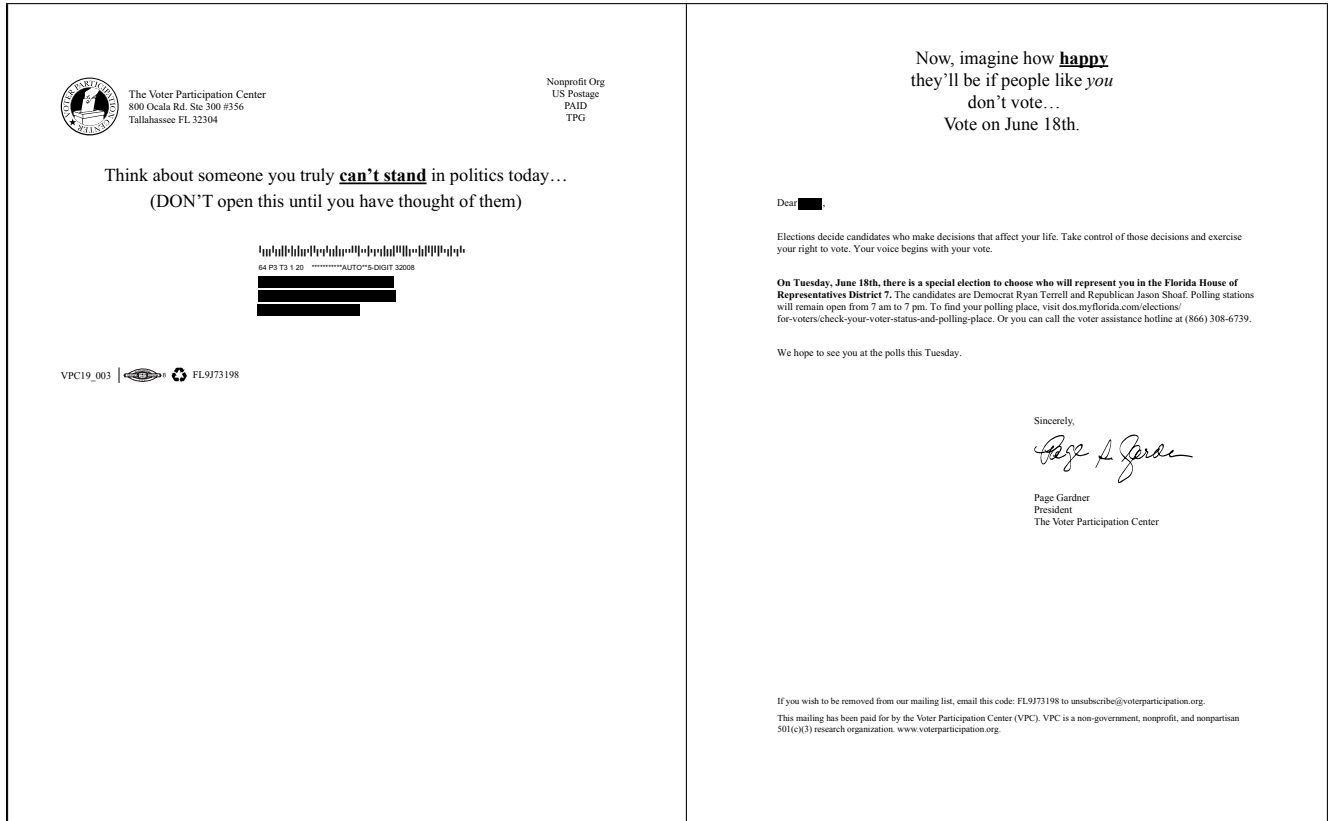 VOTER PARTICIPATION CENTER
The Voter Participation Center
800 Ocala Rd. Ste 300 #356
Tallahassee FL 32304
Nonprofit Org
US Postage
PAID
TPG
Think about someone you truly can’t stand in politics today…
(DON’T open this until you have thought of them)
64 P3 T3 1 20 ***********AUTO**5-DIGIT 32008
VPC19_003
FL9J73198
Now, imagine how happy
they’ll be if people like you
don’t vote…
Vote on June 18th.
Dear ,
Elections decide candidates who make decisions that affect your life. Take control of those decisions and exercise
your right to vote. Your voice begins with your vote.
On Tuesday, June 18th, there is a special election to choose who will represent you in the Florida House of
Representatives District 7. The candidates are Democrat Ryan Terrell and Republican Jason Shoaf. Polling stations
will remain open from 7 am to 7 pm. To find your polling place, visit dos.myflorida.com/elections/
for-voters/check-your-voter-status-and-polling-place. Or you can call the voter assistance hotline at (866) 308-6739.
We hope to see you at the polls this Tuesday.
Sincerely,
Page Gardner
President
The Voter Participation Center
If you wish to be removed from our mailing list, email this code: FL9J73198 to unsubscribe@voterparticipation.org.
This mailing has been paid for by the Voter Participation Center (VPC). VPC is a non-government, nonprofit, and nonpartisan
501(c)(3) research organization. www.voterparticipation.org.